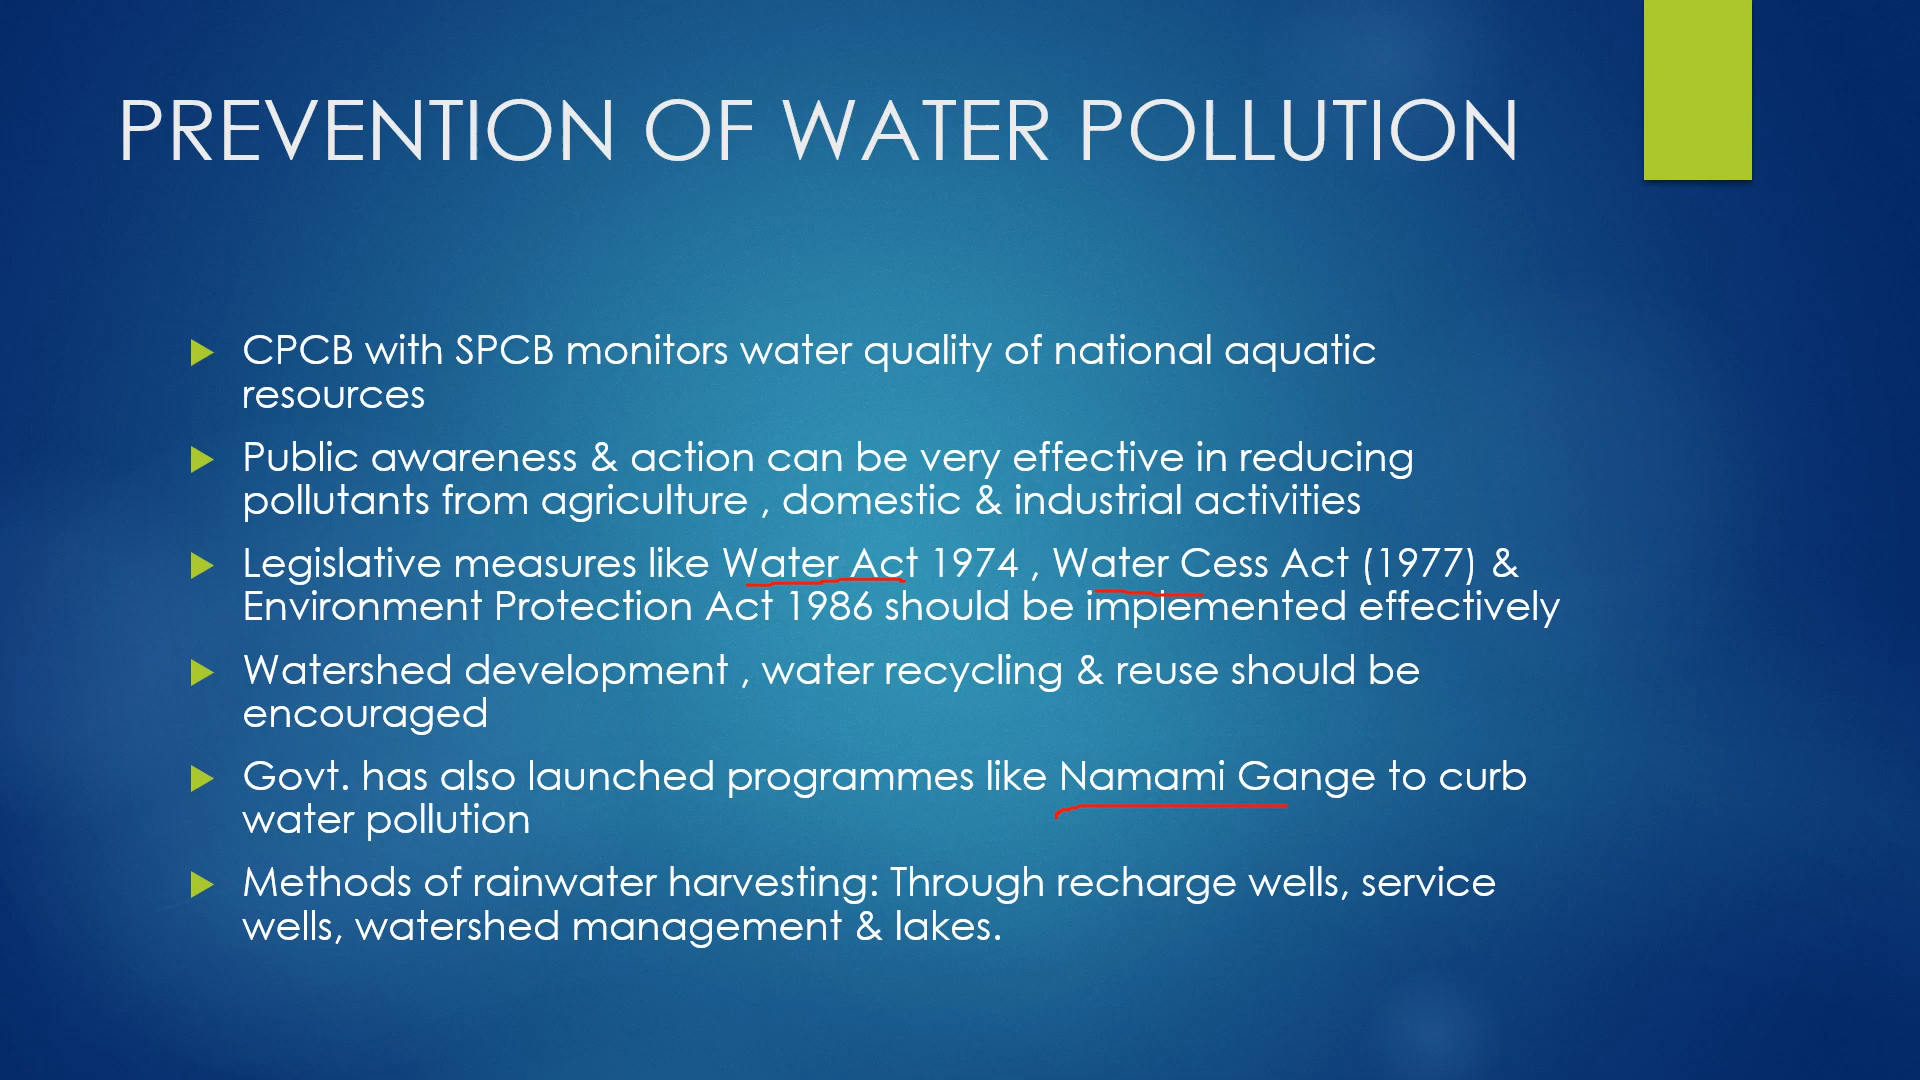 PREVENTION OF WATER POLLUTION
CPCB with SPCB monitors water quality of national aquatic
resources
Public awareness & action can be very effective in reducing
pollutants from agriculture , domestic & industrial activities
Legislative measures like Water Act 1974 , Water Cess Act (1977) &
Environment Protection Act 1986 should be implemented effectively
Watershed development , water recycling & reuse should be
encouraged
Govt. has also launched programmes like Namami Gange to curb
water pollution
Methods of rainwater harvesting: Through recharge wells, service
wells, watershed management & lakes.